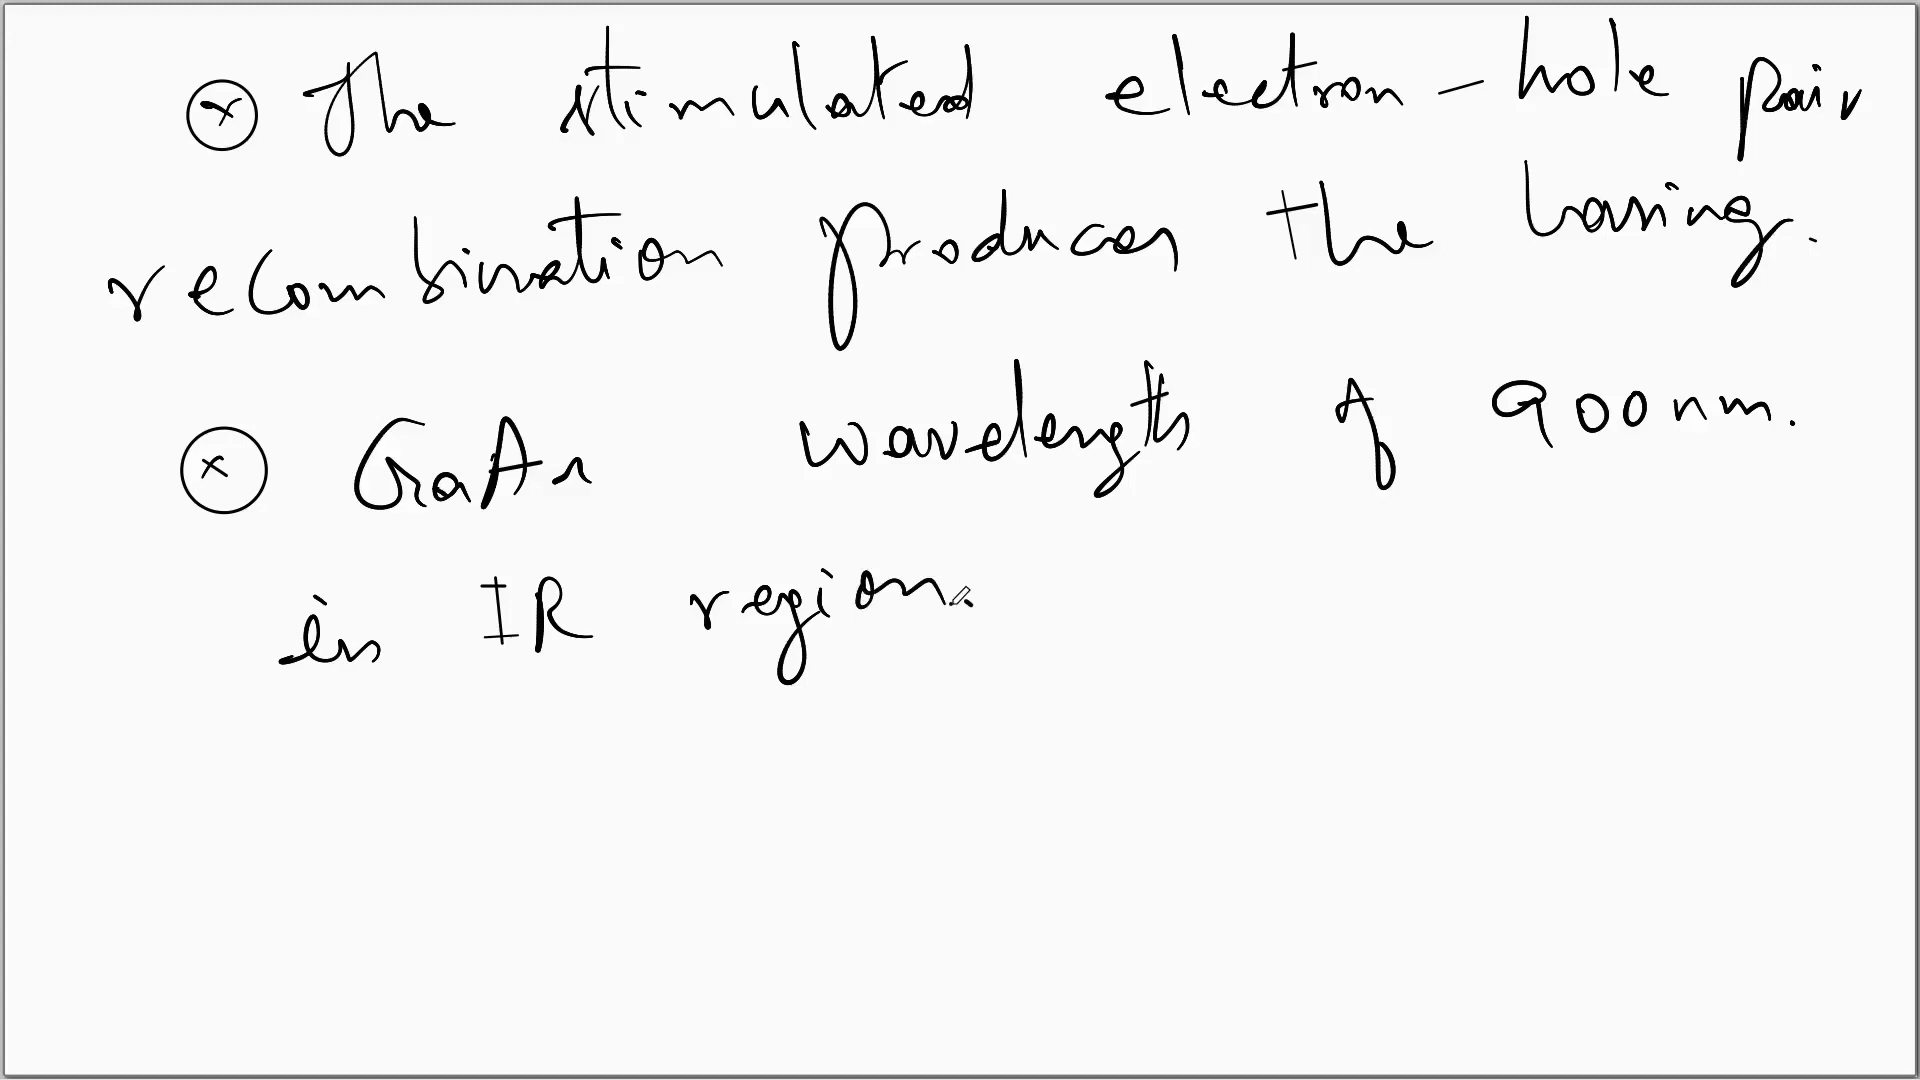 The stimulated electron - hole pair
recombination produces the lasing.
GaAs wavelength of 900nm.
in IR region.